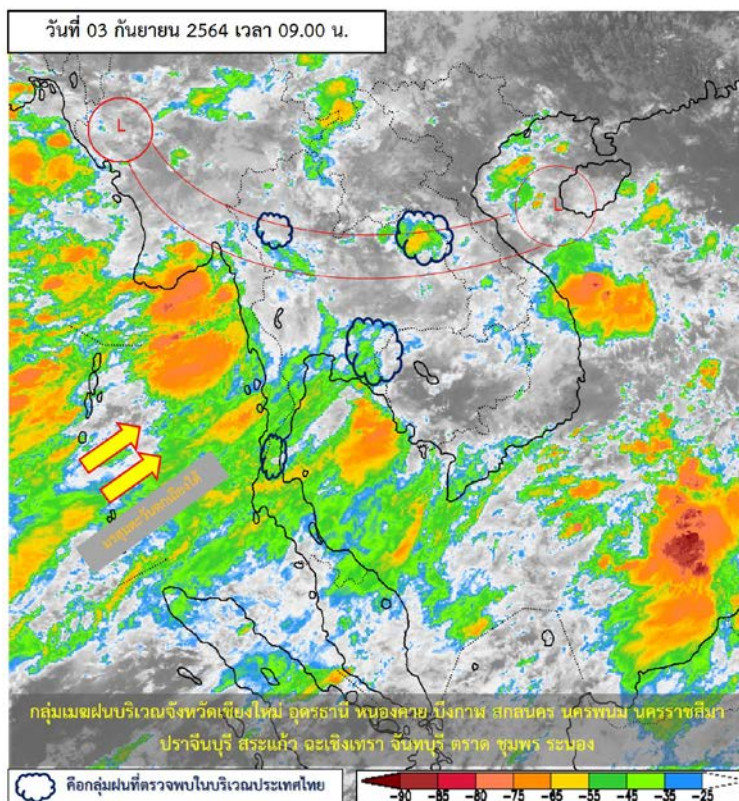 วันที่ 03 กันยายน 2564 เวลา 09.00 น.
L
L
มรสุมตะวันตกเฉียงใต้
กลุ่มเมฆฝนบริเวณจังหวัดเชียงใหม่ อุดรธานี หนองคาย บึงกาฬ สกลนคร นครพนม นครราชสีมา
ปราจีนบุรี สระแก้ว ฉะเชิงเทรา จันทบุรี ตราด ชุมพร ระนอง
คือกลุ่มฝนที่ตรวจพบในบริเวณประเทศไทย
-90 -85 -80 -75 -65 -55 -45 -35 -25